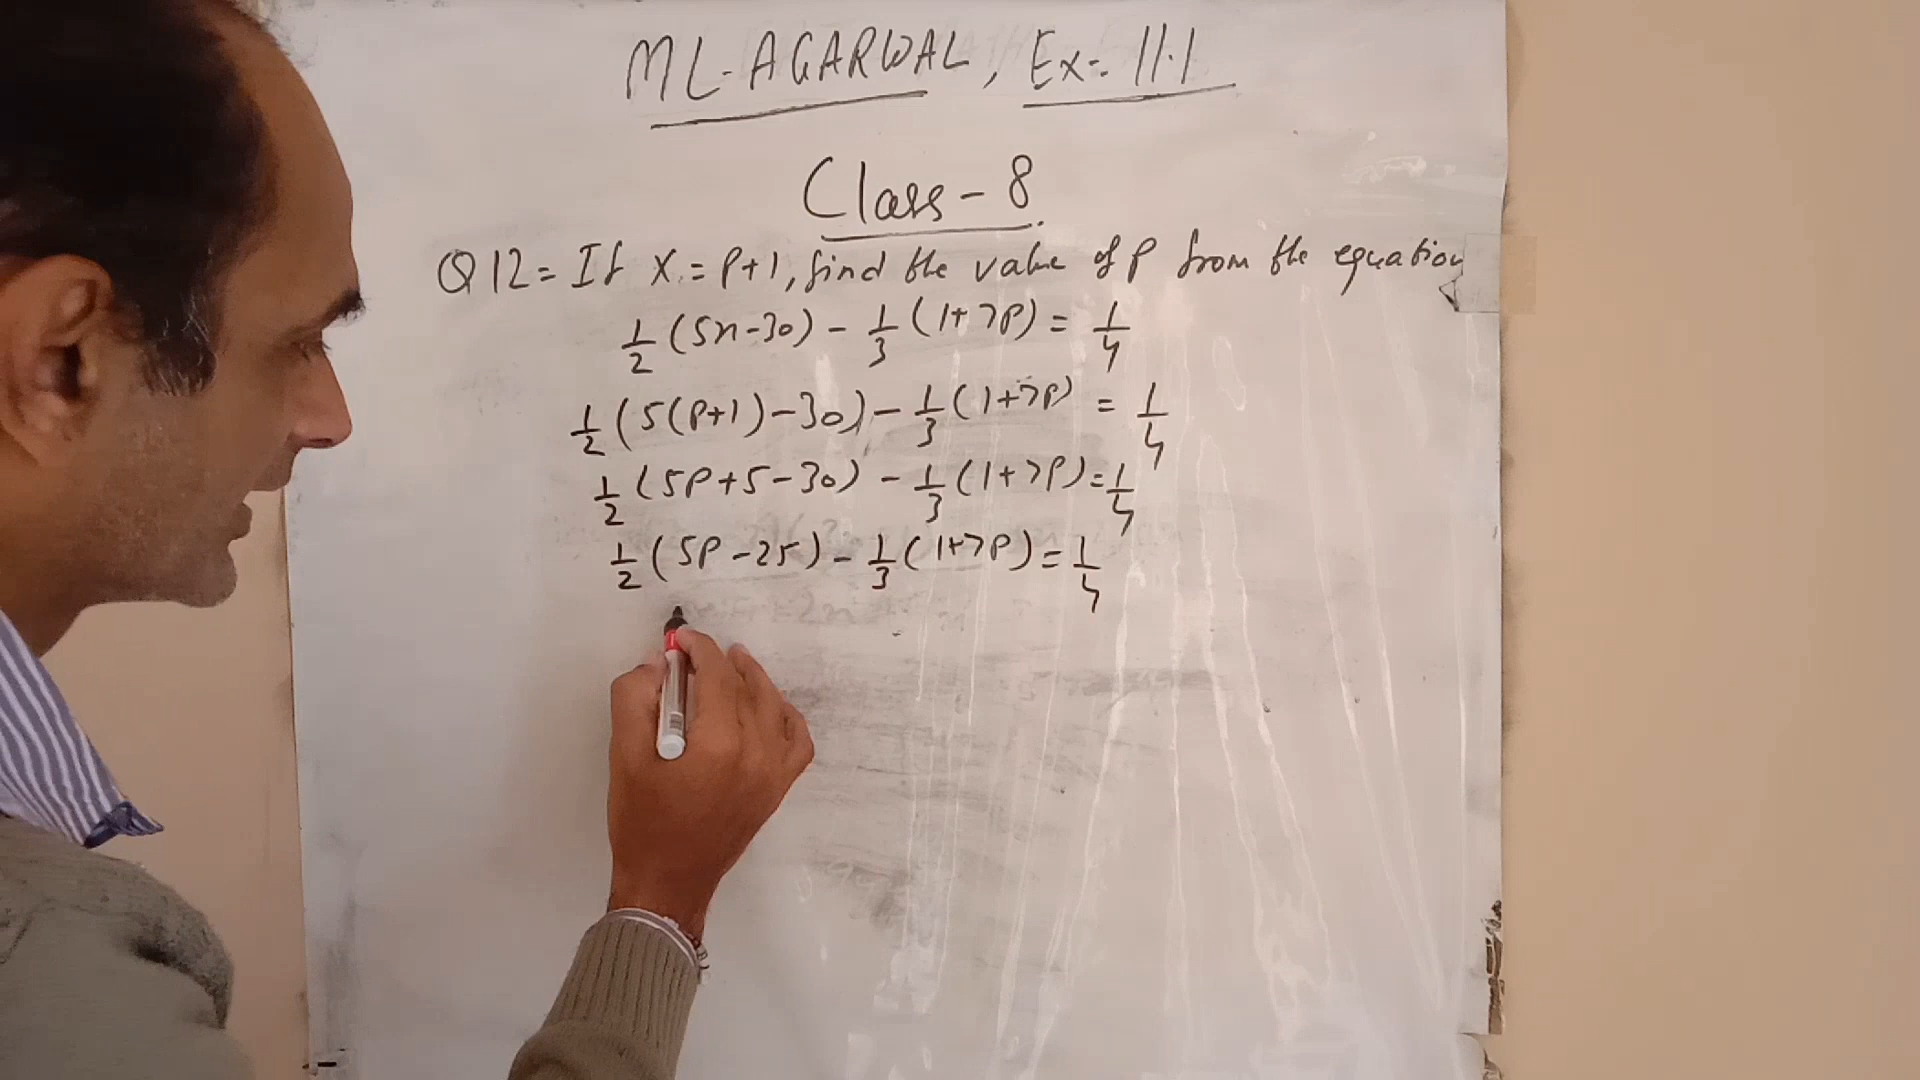 ML-AGARWAL, Ex-. 11.1
Class-8
Q12= If x = P+1, find the value of P from the equation
1/2 (5x-30) - 1/3 (1+7P) = 1/4
1/2 (5(P+1)-30) - 1/3 (1+7P) = 1/4
1/2 (5P+5-30) - 1/3 (1+7P) = 1/4
1/2 (5P-25) - 1/3 (1+7P) = 1/4